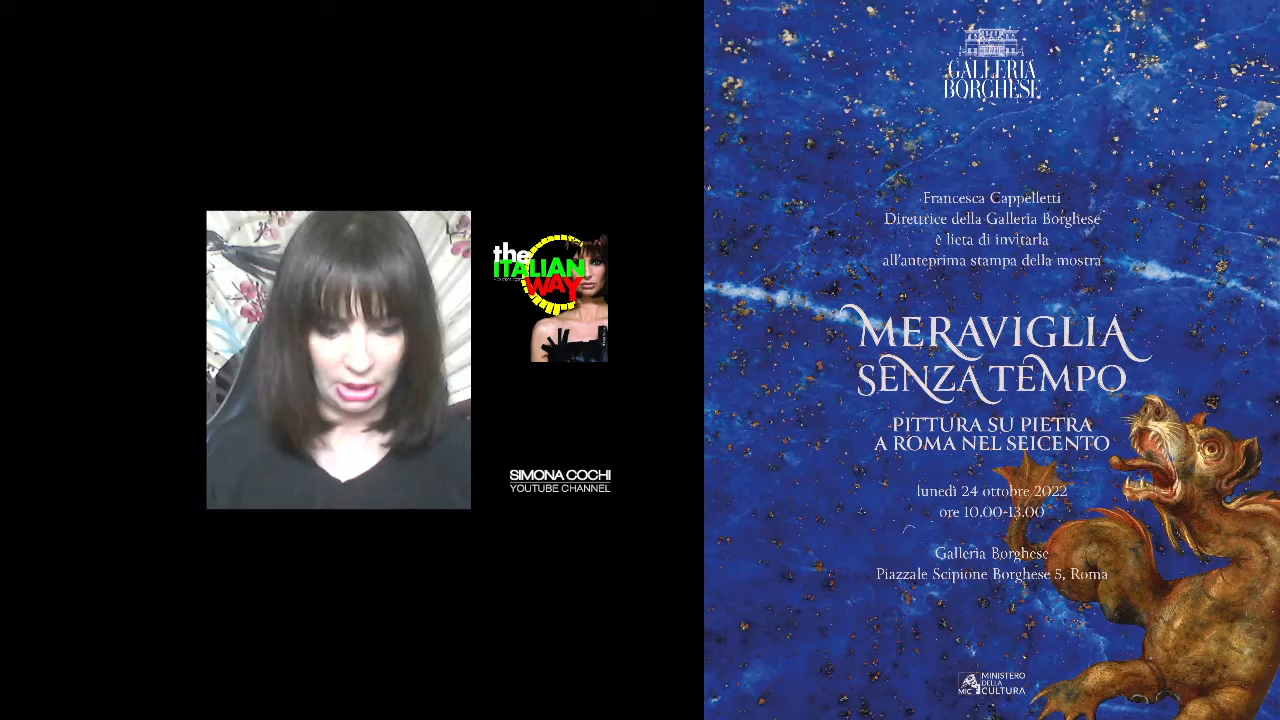 the
ITALIAN
WAY
SIMONA COCHI
YOUTUBE CHANNEL
GALLERIA
BORGHESE
Francesca Cappelletti
Direttrice della Galleria Borghese
è lieta di invitarla
all'anteprima stampa della mostra
MERAVIGLIA
SENZA TEMPO
PITTURA SU PIETRA
A ROMA NEL SEICENTO
lunedì 24 ottobre 2022
ore 10.00-13.00
Galleria Borghese
Piazzale Scipione Borghese 5, Roma
MIC
MINISTERO
DELLA
CULTURA